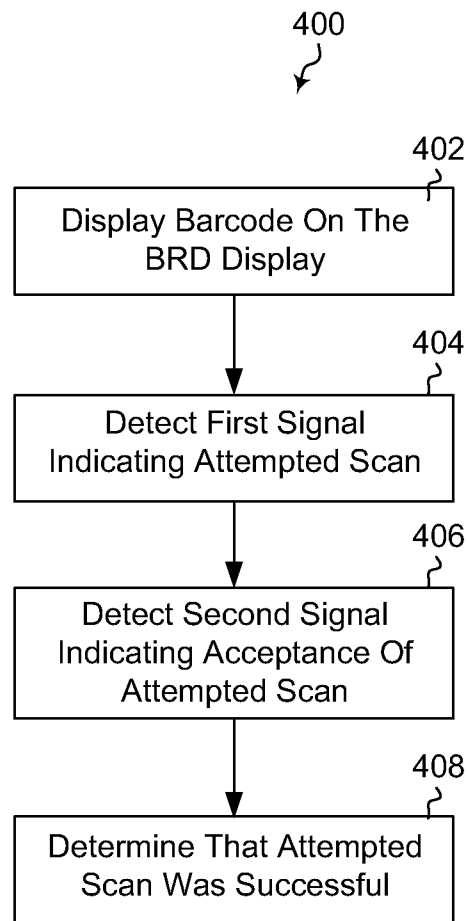 400
402
Display Barcode On The
BRD Display
404
Detect First Signal
Indicating Attempted Scan
406
Detect Second Signal
Indicating Acceptance Of
Attempted Scan
408
Determine That Attempted
Scan Was Successful